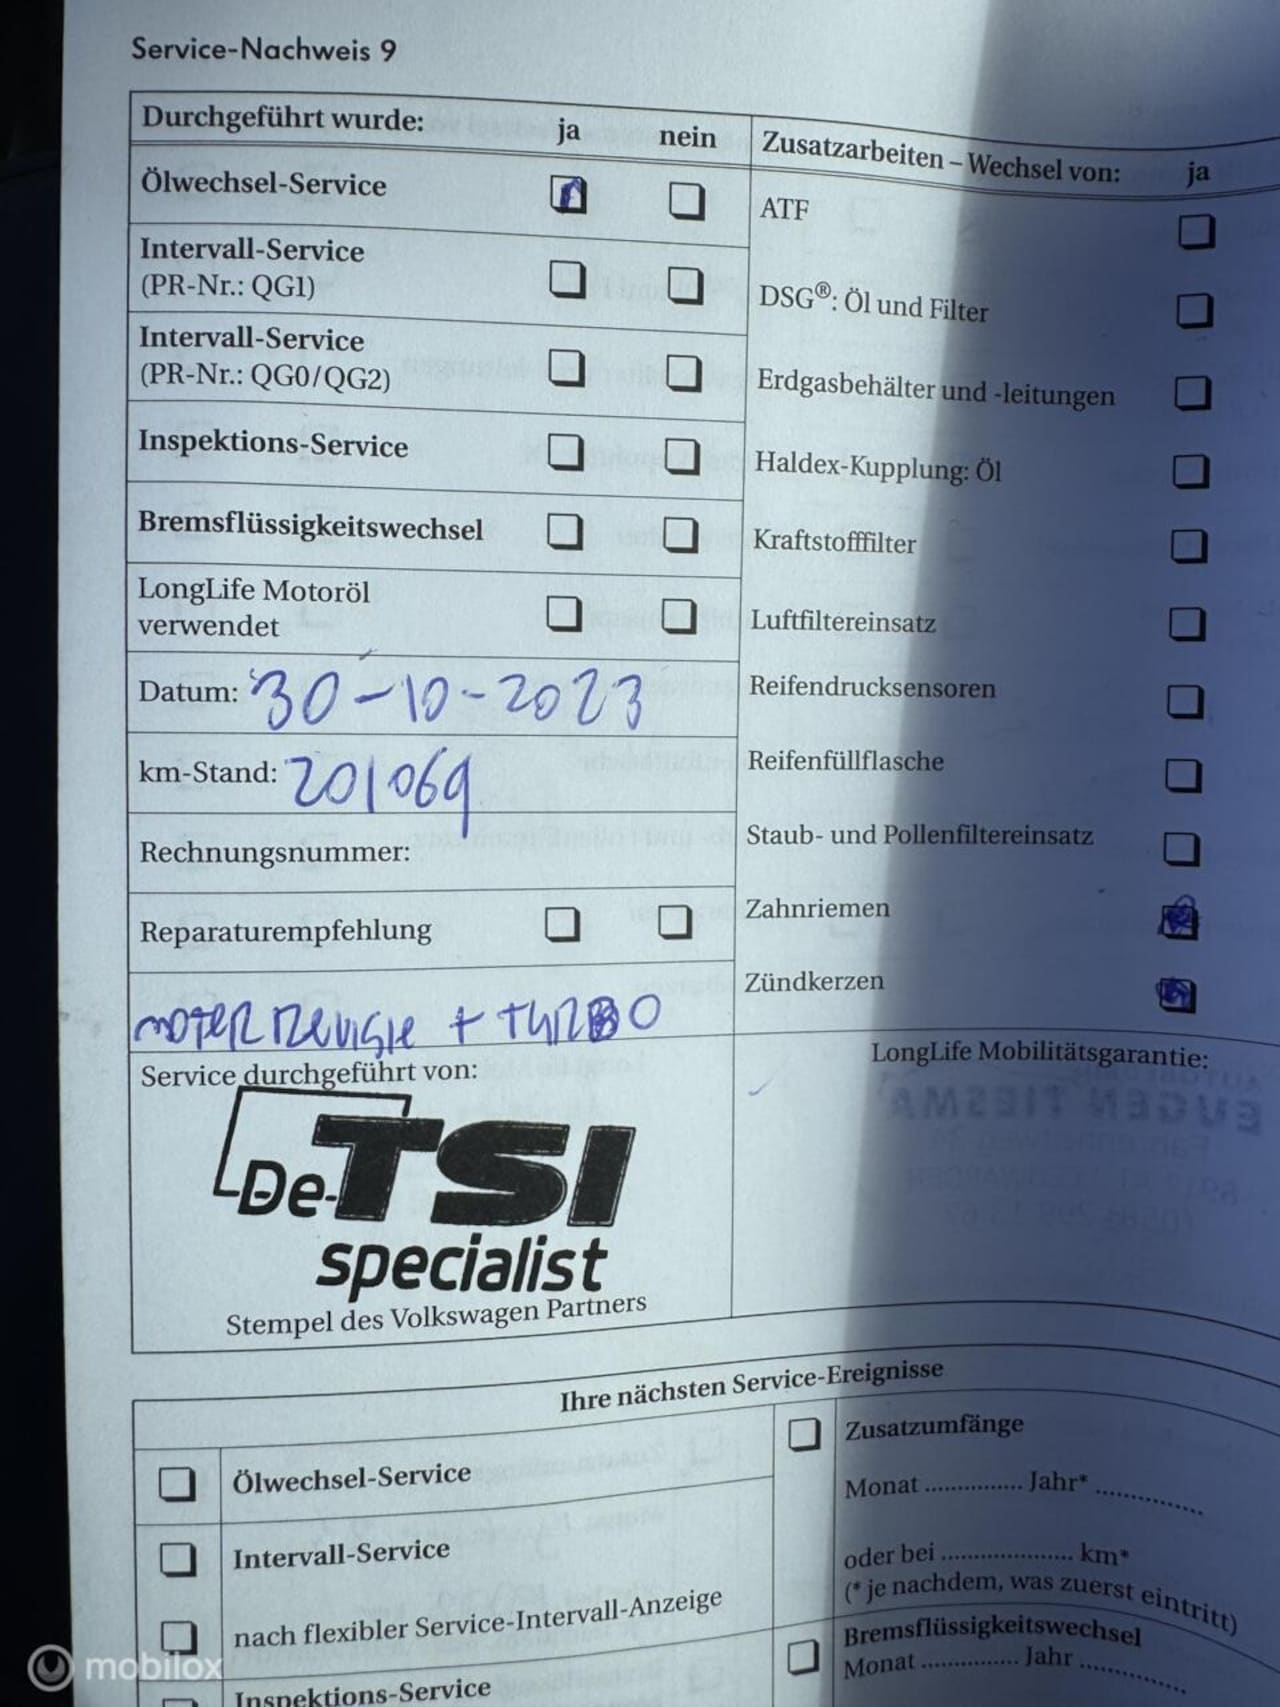 Service-Nachweis 9
Durchgeführt wurde: ja nein
Ölwechsel-Service
Intervall-Service
(PR-Nr.: QG1)
Intervall-Service
(PR-Nr.: QG0/QG2)
Inspektions-Service
Bremsflüssigkeitswechsel
LongLife Motoröl
verwendet
Datum: 30-10-2023
km-Stand: 201069
Rechnungsnummer:
Reparaturempfehlung
MOTER REVISIE + TURBO
Service durchgeführt von:
De-TSI
specialist
Stempel des Volkswagen Partners
Zusatzarbeiten – Wechsel von: ja
ATF
DSG®: Öl und Filter
Erdgasbehälter und -leitungen
Haldex-Kupplung: Öl
Kraftstofffilter
Luftfiltereinsatz
Reifendrucksensoren
Reifenfüllflasche
Staub- und Pollenfiltereinsatz
Zahnriemen
Zündkerzen
LongLife Mobilitätsgarantie:
EUGEN TIESMA
Ihre nächsten Service-Ereignisse
Ölwechsel-Service
Intervall-Service
nach flexibler Service-Intervall-Anzeige
Inspektions-Service
Zusatzumfänge
Monat .............. Jahr* ................
oder bei ..................... km*
(* je nachdem, was zuerst eintritt)
Bremsflüssigkeitswechsel
Monat .............. Jahr ................
mobilox